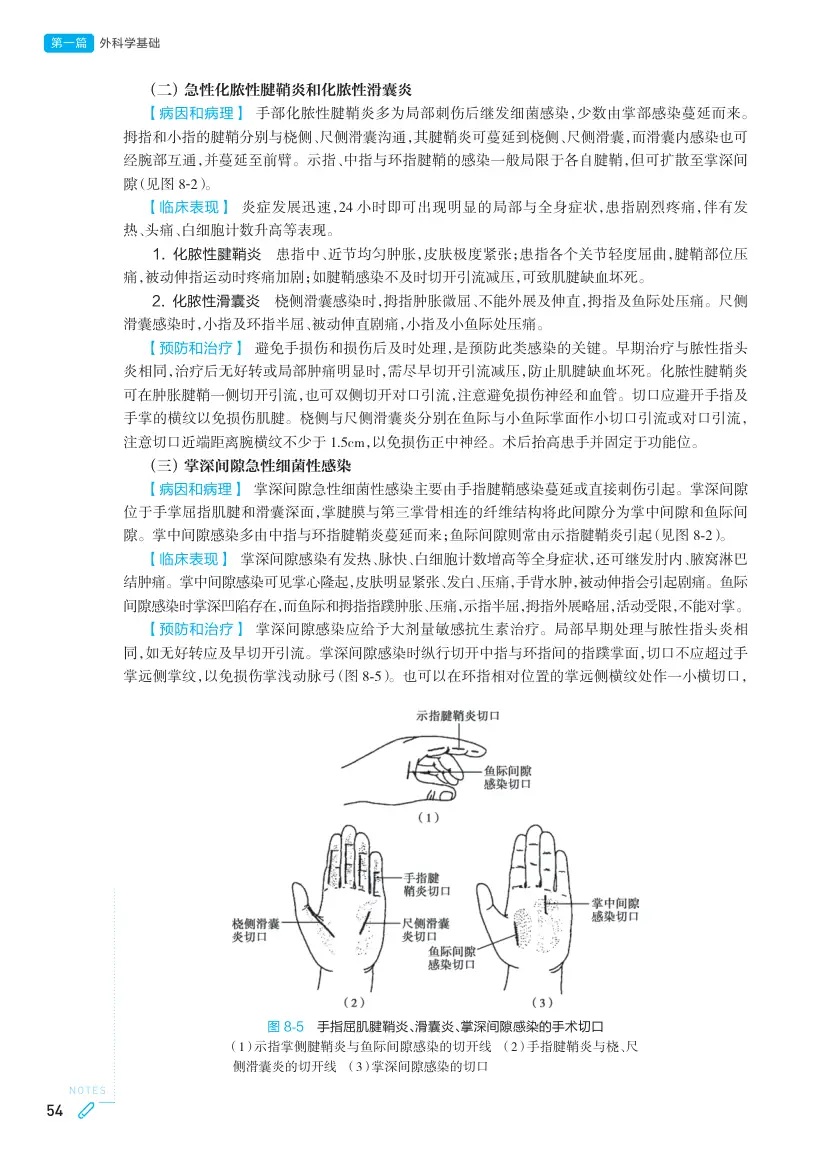 第一篇 外科学基础
（二）急性化脓性腱鞘炎和化脓性滑囊炎
【病因和病理】 手部化脓性腱鞘炎多为局部刺伤后继发细菌感染，少数由掌部感染蔓延而来。
拇指和小指的腱鞘分别与桡侧、尺侧滑囊沟通，其腱鞘炎可蔓延到桡侧、尺侧滑囊，而滑囊内感染也可
经腕部互通，并蔓延至前臂。示指、中指与环指腱鞘的感染一般局限于各自腱鞘，但可扩散至掌深间
隙（见图 8-2）。
【临床表现】 炎症发展迅速，24 小时即可出现明显的局部与全身症状，患指剧烈疼痛，伴有发
热、头痛、白细胞计数升高等表现。
1. 化脓性腱鞘炎 患指中、近节均匀肿胀，皮肤极度紧张；患指各个关节轻度屈曲，腱鞘部位压
痛，被动伸指运动时疼痛加剧；如腱鞘感染不及时切开引流减压，可致肌腱缺血坏死。
2. 化脓性滑囊炎 桡侧滑囊感染时，拇指肿胀微屈、不能外展及伸直，拇指及鱼际处压痛。尺侧
滑囊感染时，小指及环指半屈、被动伸直剧痛，小指及小鱼际处压痛。
【预防和治疗】 避免手损伤和损伤后及时处理，是预防此类感染的关键。早期治疗与脓性指头
炎相同，治疗后无好转或局部肿痛明显时，需尽早切开引流减压，防止肌腱缺血坏死。化脓性腱鞘炎
可在肿胀腱鞘一侧切开引流，也可双侧切开对口引流，注意避免损伤神经和血管。切口应避开手指及
手掌的横纹以免损伤肌腱。桡侧与尺侧滑囊炎分别在鱼际与小鱼际掌面作小切口引流或对口引流，
注意切口近端距离腕横纹不少于 1.5cm，以免损伤正中神经。术后抬高患手并固定于功能位。
（三）掌深间隙急性细菌性感染
【病因和病理】 掌深间隙急性细菌性感染主要由手指腱鞘感染蔓延或直接刺伤引起。掌深间隙
位于手掌屈指肌腱和滑囊深面，掌腱膜与第三掌骨相连的纤维结构将此间隙分为掌中间隙和鱼际间
隙。掌中间隙感染多由中指与环指腱鞘炎蔓延而来；鱼际间隙则常由示指腱鞘炎引起（见图 8-2）。
【临床表现】 掌深间隙感染有发热、脉快、白细胞计数增高等全身症状，还可继发肘内、腋窝淋巴
结肿痛。掌中间隙感染可见掌心隆起，皮肤明显紧张、发白、压痛，手背水肿，被动伸指会引起剧痛。鱼际
间隙感染时掌深凹陷存在，而鱼际和拇指指蹼肿胀、压痛，示指半屈，拇指外展略屈，活动受限，不能对掌。
【预防和治疗】 掌深间隙感染应给予大剂量敏感抗生素治疗。局部早期处理与脓性指头炎相
同，如无好转应及早切开引流。掌深间隙感染时纵行切开中指与环指间的指蹼掌面，切口不应超过手
掌远侧掌纹，以免损伤掌浅动脉弓（图 8-5）。也可以在环指相对位置的掌远侧横纹处作一小横切口，
示指腱鞘炎切口
鱼际间隙
感染切口
（1）
手指腱
鞘炎切口
桡侧滑囊
炎切口
尺侧滑囊
炎切口
（2）
掌中间隙
感染切口
鱼际间隙
感染切口
（3）
图 8-5 手指屈肌腱鞘炎、滑囊炎、掌深间隙感染的手术切口
（1）示指掌侧腱鞘炎与鱼际间隙感染的切开线 （2）手指腱鞘炎与桡、尺
侧滑囊炎的切开线 （3）掌深间隙感染的切口
NOTES
54